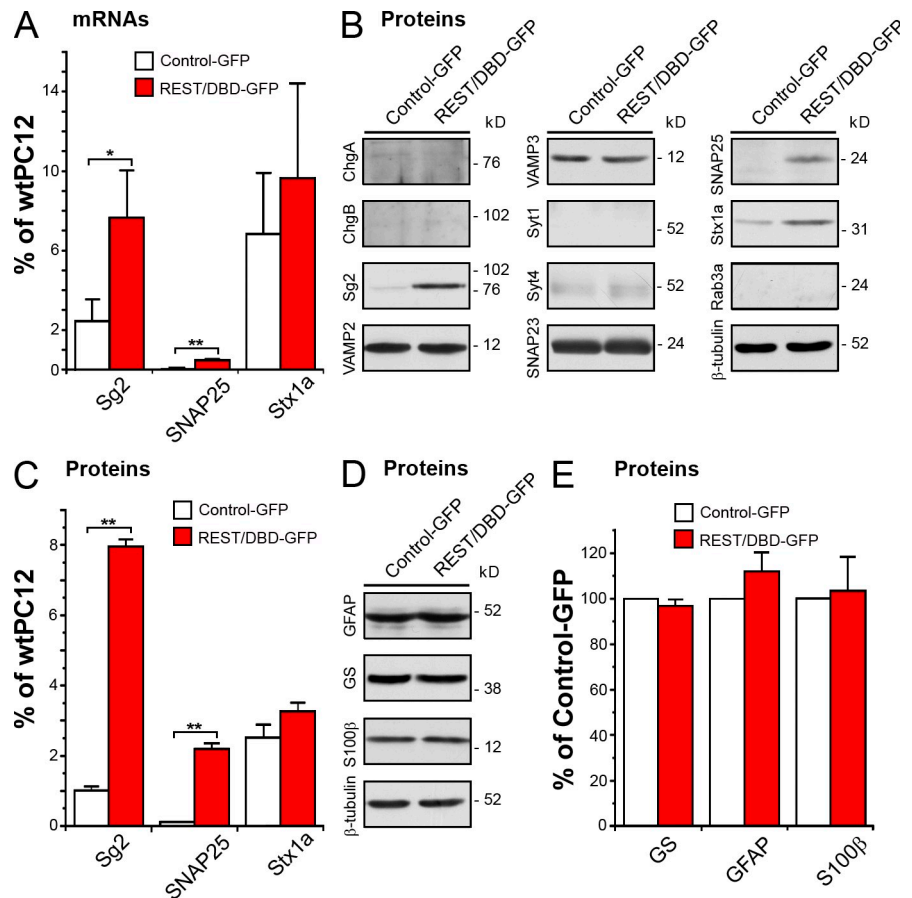 A mRNAs
Control-GFP
REST/DBD-GFP
% of wtPC12
14
10
6
2
0
*
**
Sg2
SNAP25
Stx1a
B Proteins
Control-GFP
REST/DBD-GFP
kD
ChgA
- 76
ChgB
- 102
Sg2
- 102
- 76
VAMP2
- 12
Control-GFP
REST/DBD-GFP
kD
VAMP3
- 12
Syt1
- 52
Syt4
- 52
SNAP23
- 24
Control-GFP
REST/DBD-GFP
kD
SNAP25
- 24
Stx1a
- 31
Rab3a
- 24
β-tubulin
- 52
C Proteins
Control-GFP
REST/DBD-GFP
% of wtPC12
8
6
4
2
0
**
**
Sg2
SNAP25
Stx1a
D Proteins
Control-GFP
REST/DBD-GFP
kD
GFAP
- 52
GS
- 38
S100β
- 12
β-tubulin
- 52
E Proteins
Control-GFP
REST/DBD-GFP
% of Control-GFP
120
100
80
60
40
20
0
GS
GFAP
S100β